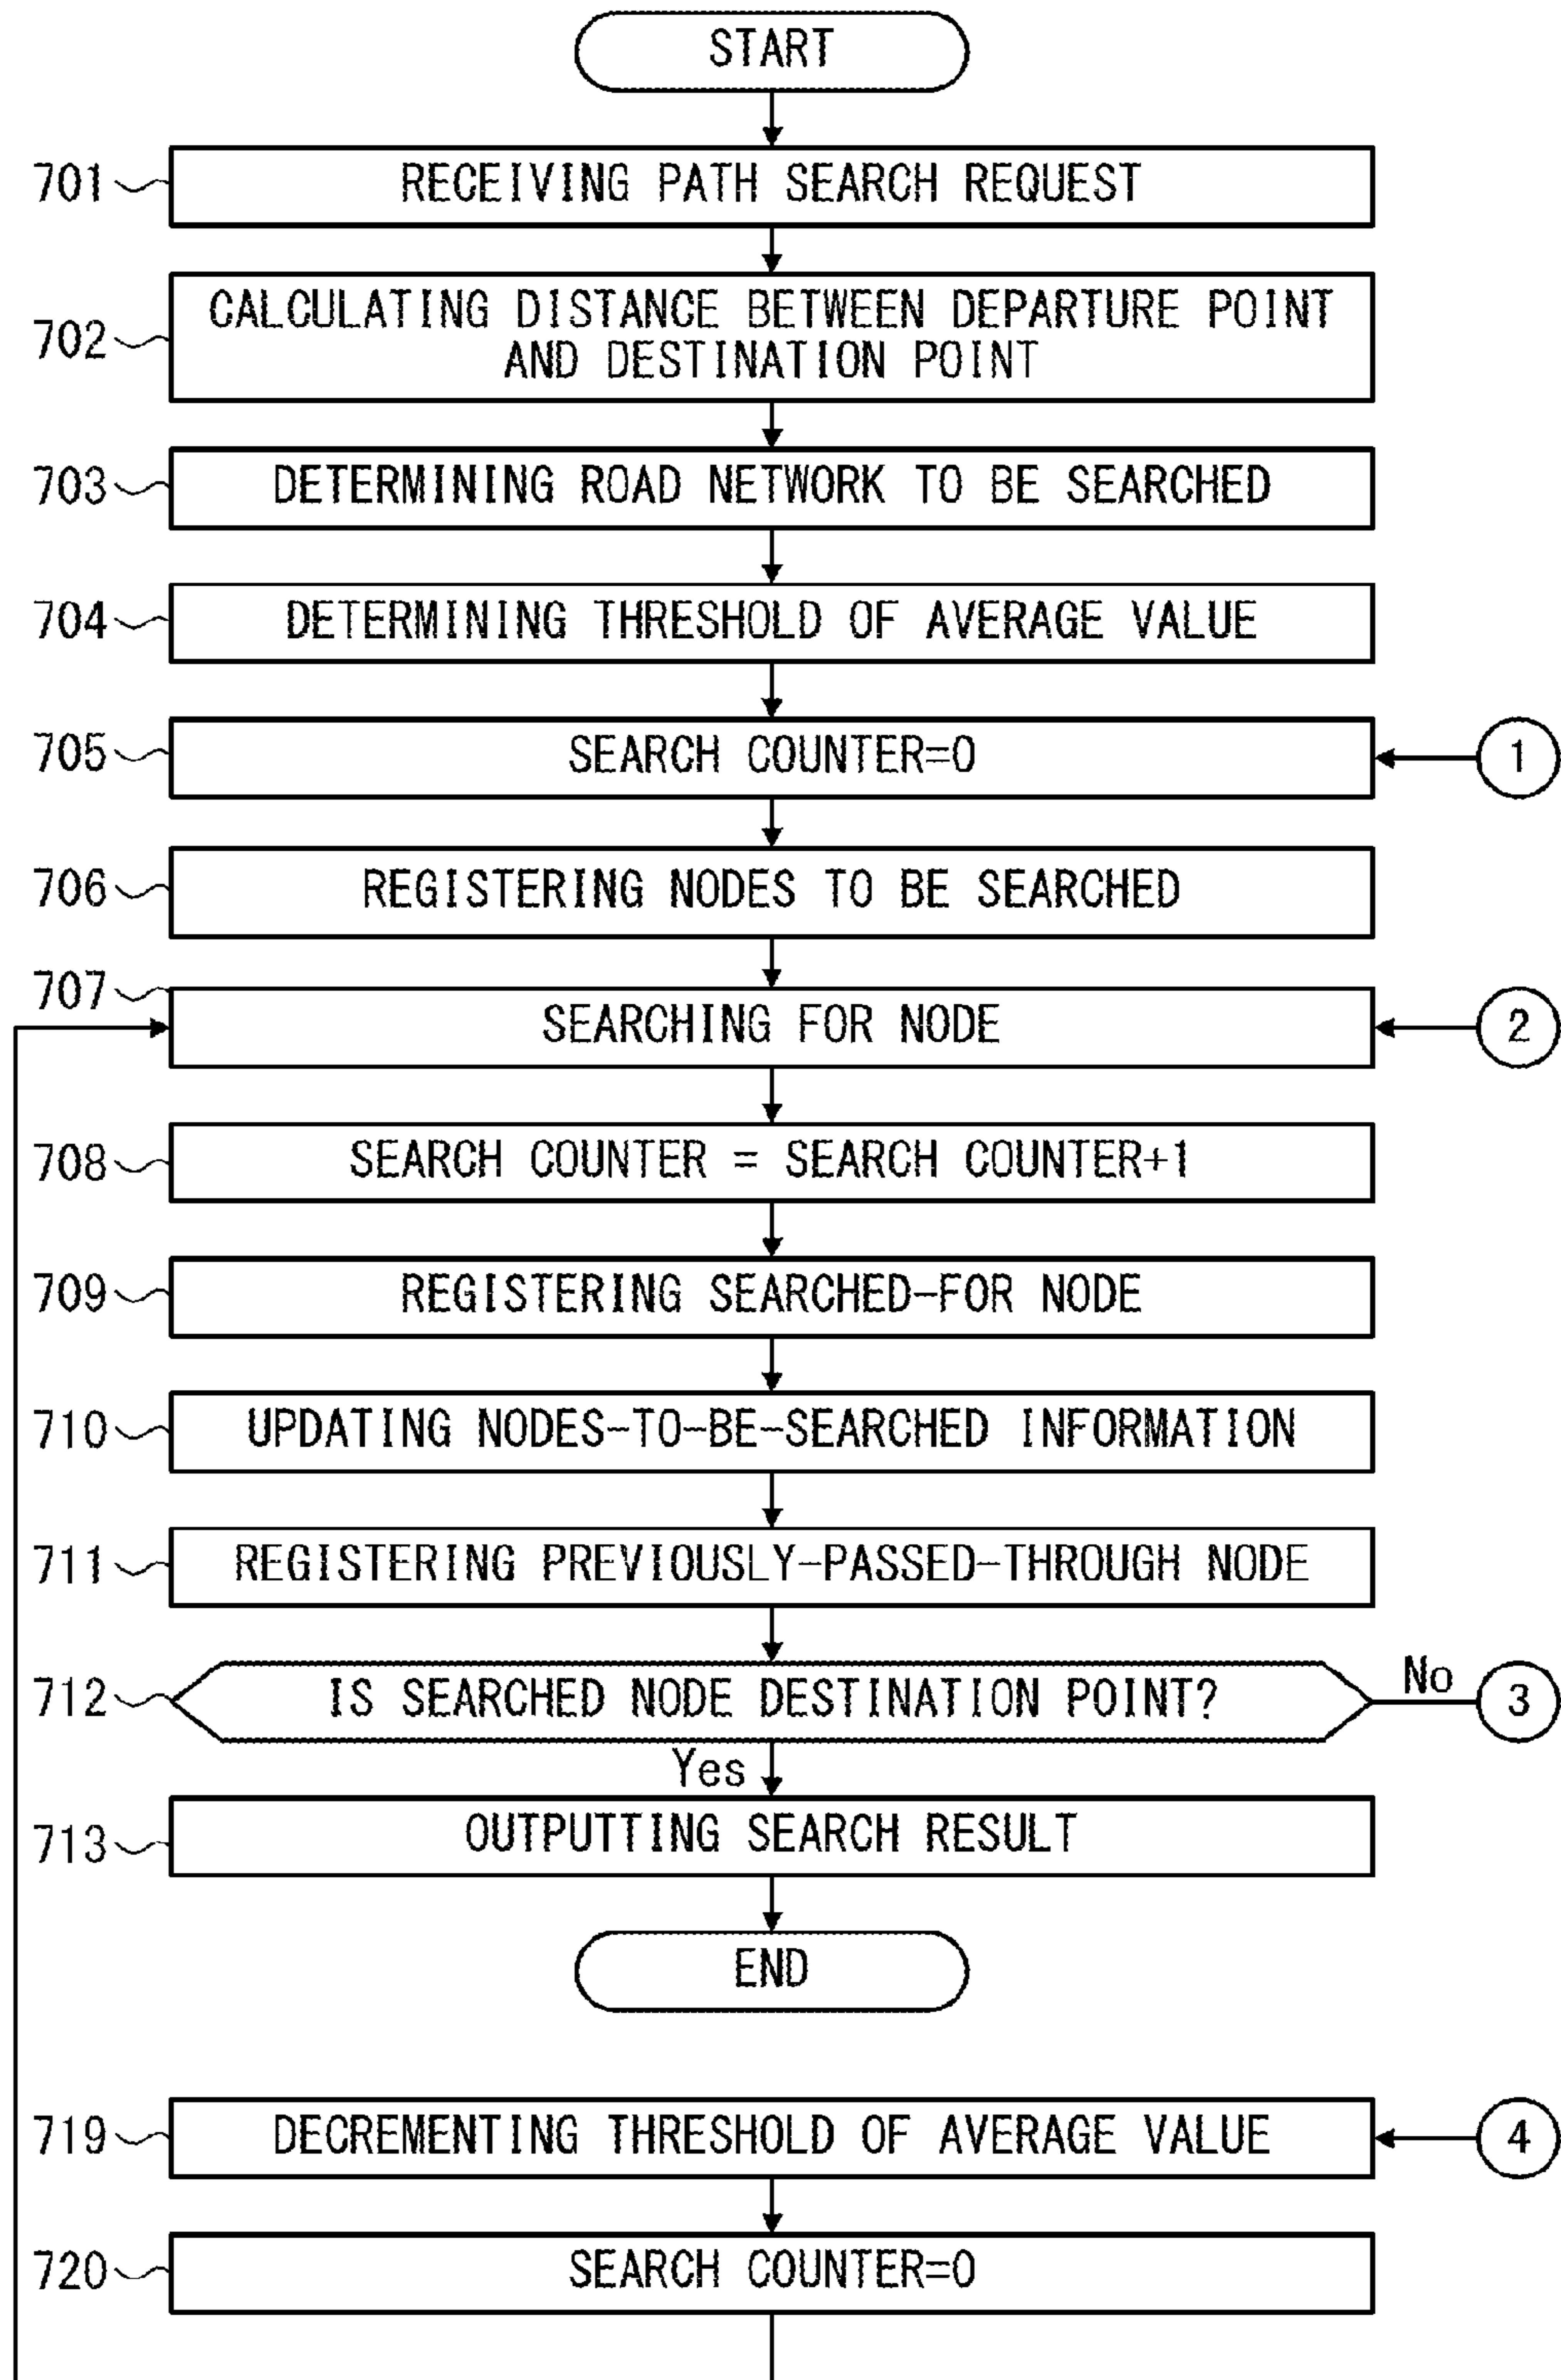 START
701
RECEIVING PATH SEARCH REQUEST
702
CALCULATING DISTANCE BETWEEN DEPARTURE POINT
AND DESTINATION POINT
703
DETERMINING ROAD NETWORK TO BE SEARCHED
704
DETERMINING THRESHOLD OF AVERAGE VALUE
705
SEARCH COUNTER=0
1
706
REGISTERING NODES TO BE SEARCHED
707
SEARCHING FOR NODE
2
708
SEARCH COUNTER = SEARCH COUNTER+1
709
REGISTERING SEARCHED-FOR NODE
710
UPDATING NODES-TO-BE-SEARCHED INFORMATION
711
REGISTERING PREVIOUSLY-PASSED-THROUGH NODE
712
IS SEARCHED NODE DESTINATION POINT?
No
3
Yes
713
OUTPUTTING SEARCH RESULT
END
719
DECREMENTING THRESHOLD OF AVERAGE VALUE
4
720
SEARCH COUNTER=0